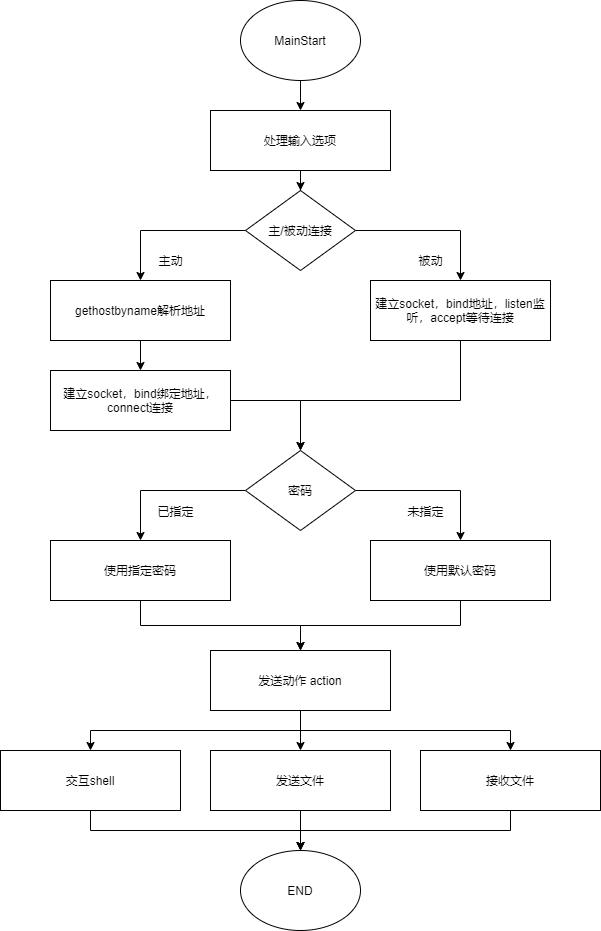 MainStart
处理输入选项
主/被动连接
主动
被动
gethostbyname解析地址
建立socket，bind地址，listen监
听，accept等待连接
建立socket，bind绑定地址，
connect连接
密码
已指定
未指定
使用指定密码
使用默认密码
发送动作 action
交互shell
发送文件
接收文件
END